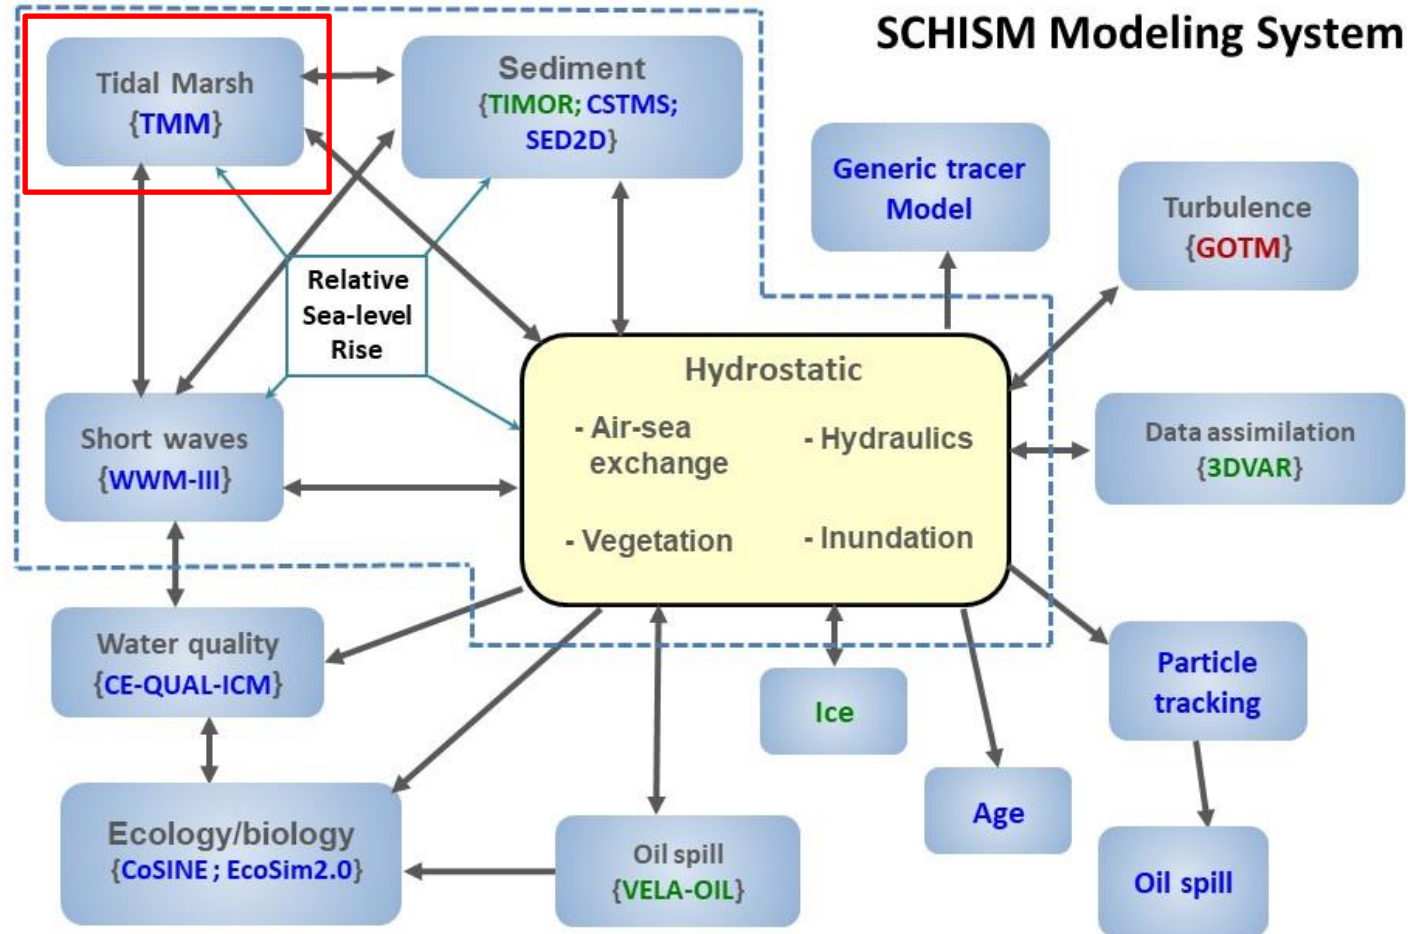 SCHISM Modeling System
Tidal Marsh
{TMM}
Sediment
{TIMOR; CSTMS;
SED2D}
Generic tracer
Model
Turbulence
{GOTM}
Relative
Sea-level
Rise
Hydrostatic
- Air-sea
exchange
- Hydraulics
- Vegetation
- Inundation
Data assimilation
{3DVAR}
Short waves
{WWM-III}
Water quality
{CE-QUAL-ICM}
Particle
tracking
Ice
Age
Ecology/biology
{CoSINE ; EcoSim2.0}
Oil spill
{VELA-OIL}
Oil spill